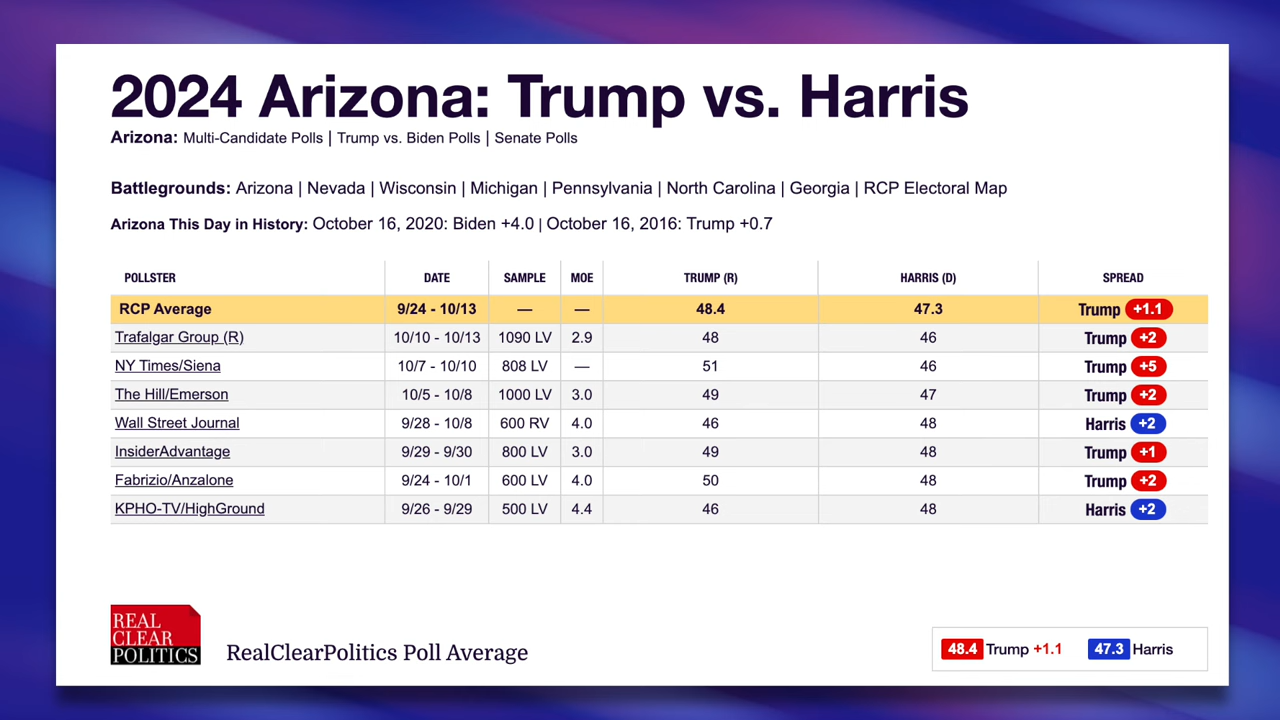 2024 Arizona: Trump vs. Harris
Arizona: Multi-Candidate Polls | Trump vs. Biden Polls | Senate Polls
Battlegrounds: Arizona | Nevada | Wisconsin | Michigan | Pennsylvania | North Carolina | Georgia | RCP Electoral Map
Arizona This Day in History: October 16, 2020: Biden +4.0 | October 16, 2016: Trump +0.7
POLLSTER DATE SAMPLE MOE TRUMP (R) HARRIS (D) SPREAD
RCP Average 9/24 - 10/13 — — 48.4 47.3 Trump +1.1
Trafalgar Group (R) 10/10 - 10/13 1090 LV 2.9 48 46 Trump +2
NY Times/Siena 10/7 - 10/10 808 LV — 51 46 Trump +5
The Hill/Emerson 10/5 - 10/8 1000 LV 3.0 49 47 Trump +2
Wall Street Journal 9/28 - 10/8 600 RV 4.0 46 48 Harris +2
InsiderAdvantage 9/29 - 9/30 800 LV 3.0 49 48 Trump +1
Fabrizio/Anzalone 9/24 - 10/1 600 LV 4.0 50 48 Trump +2
KPHO-TV/HighGround 9/26 - 9/29 500 LV 4.4 46 48 Harris +2
REAL
CLEAR
POLITICS
RealClearPolitics Poll Average
48.4 Trump +1.1 47.3 Harris